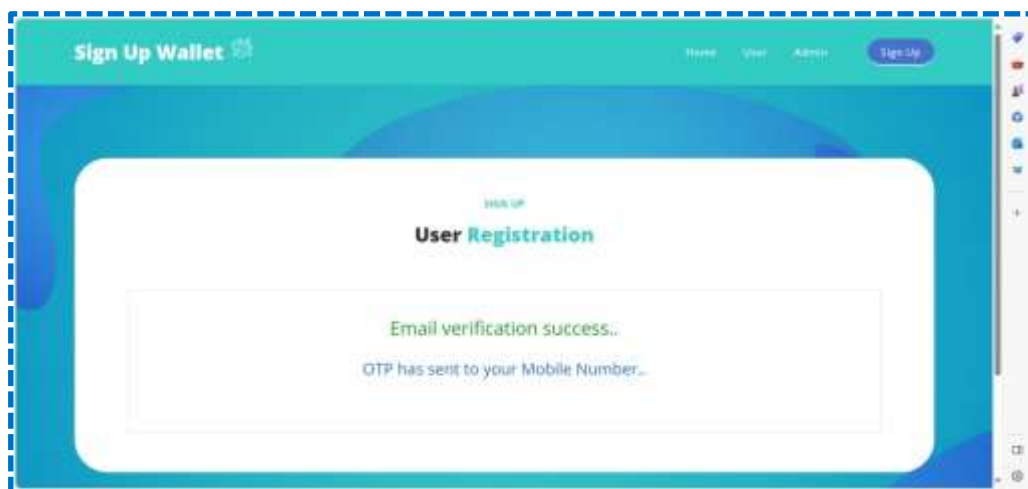 Sign Up Wallet
Home User Admin Sign Up
SIGN UP
User Registration
Email verification success..
OTP has sent to your Mobile Number..